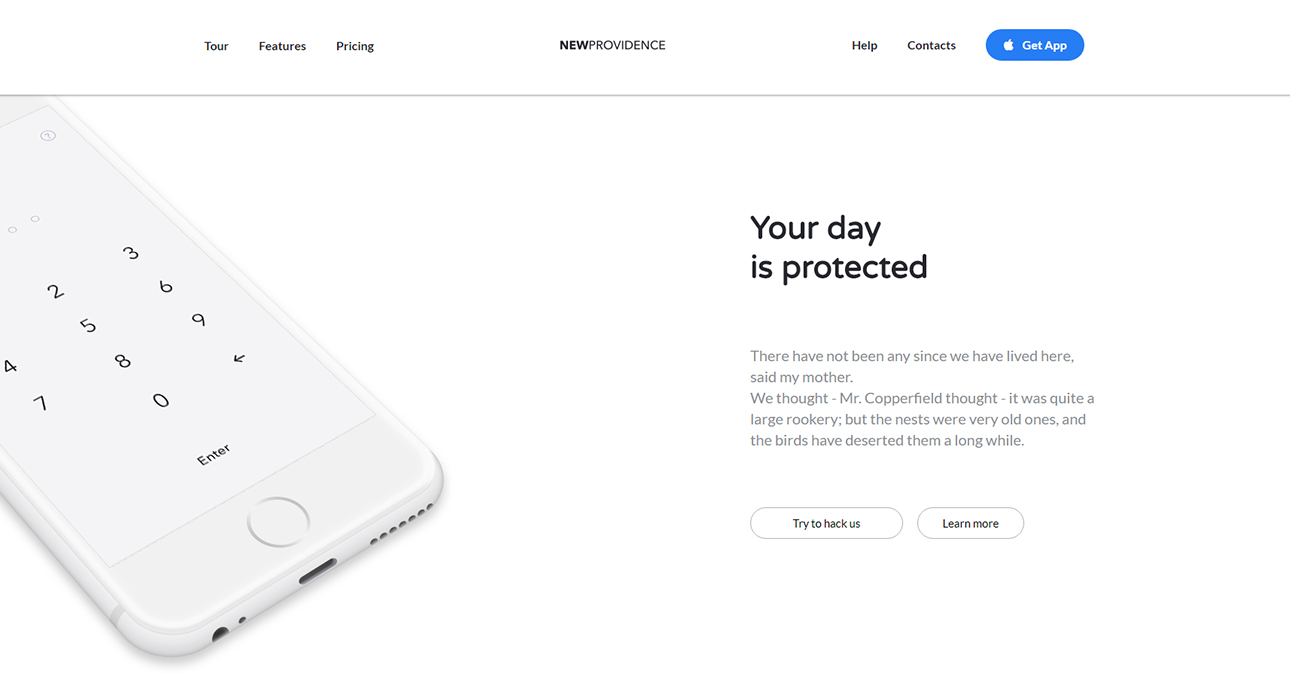 Tour Features Pricing NEWPROVIDENCE Help Contacts Get App
Your day
is protected
There have not been any since we have lived here,
said my mother.
We thought - Mr. Copperfield thought - it was quite a
large rookery; but the nests were very old ones, and
the birds have deserted them a long while.
Try to hack us Learn more
?
3
2 6
5 9
4 8 ←
7 0
Enter